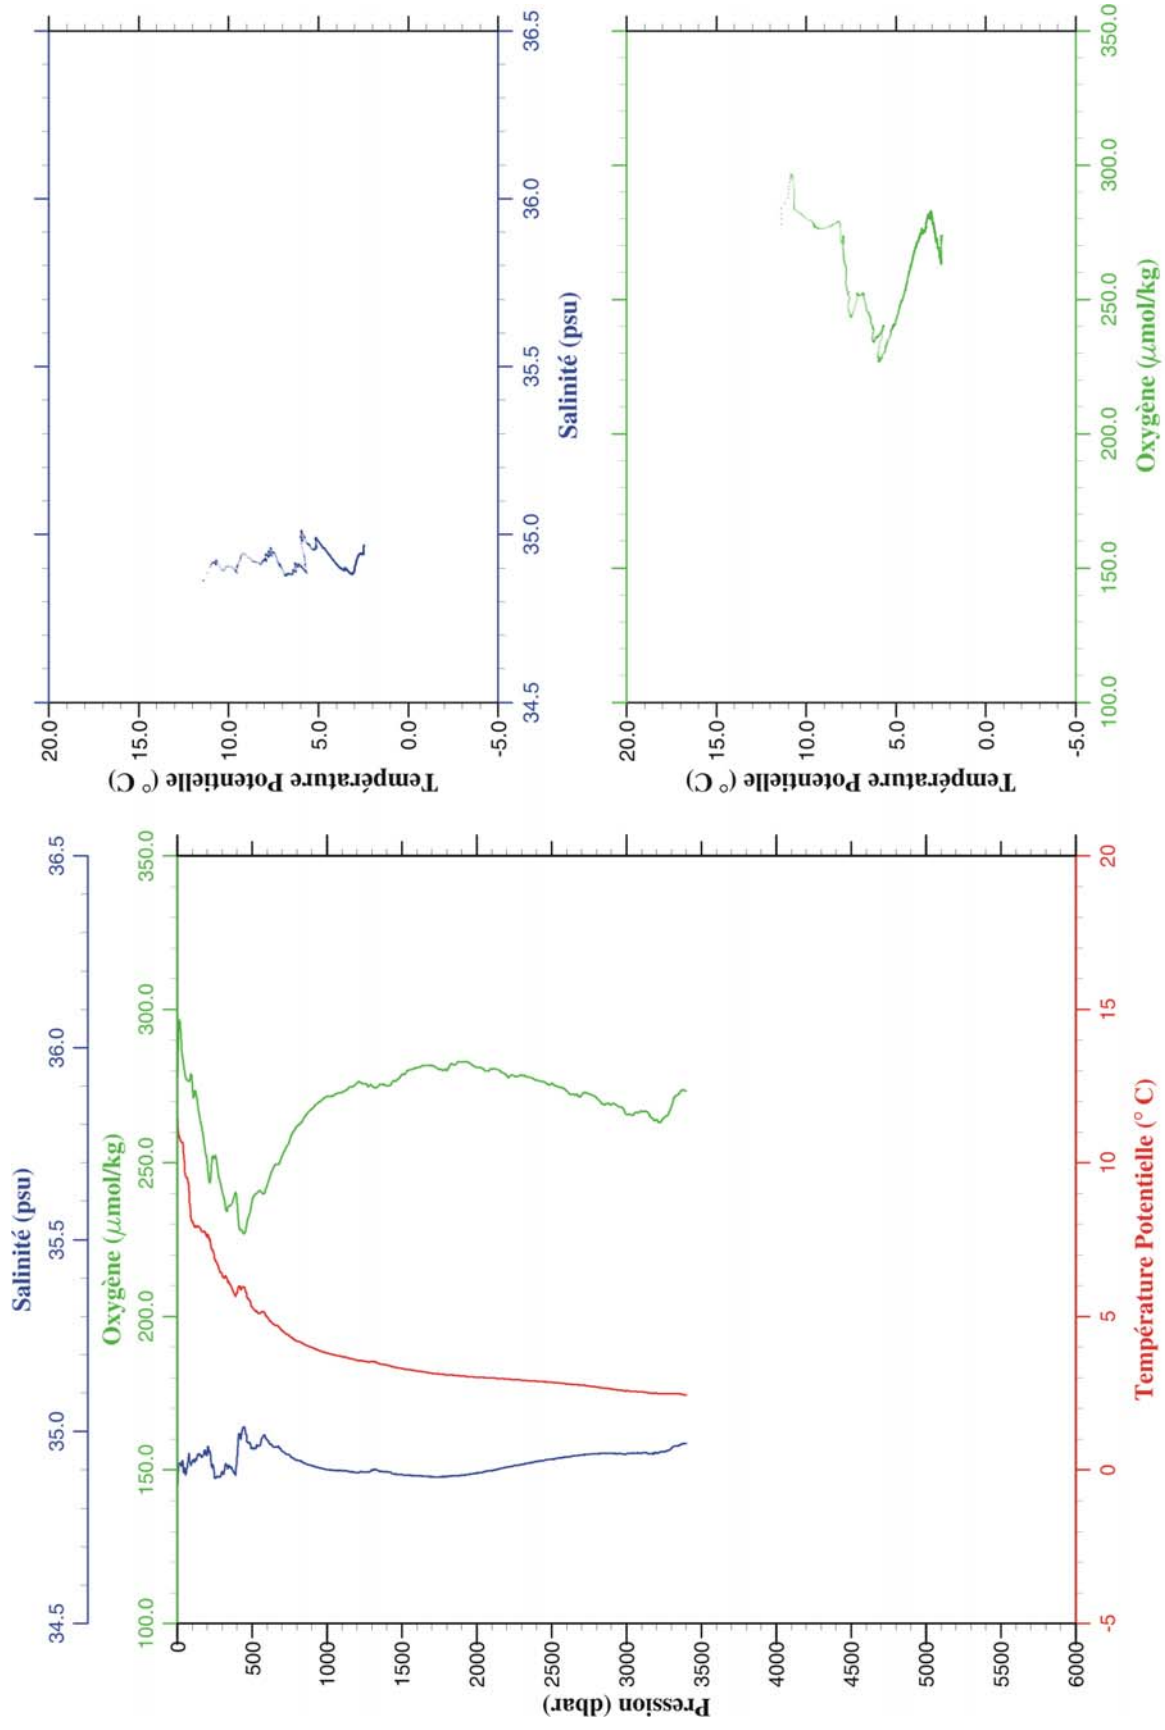 Salinité (psu)
34.5 35.0 35.5 36.0 36.5
Oxygène (μmol/kg)
100.0 150.0 200.0 250.0 300.0 350.0
Pression (dbar)
0
500
1000
1500
2000
2500
3000
3500
4000
4500
5000
5500
6000
-5 0 5 10 15 20
Température Potentielle (° C)
20.0
15.0
10.0
5.0
0.0
-5.0
Température Potentielle (° C)
34.5 35.0 35.5 36.0 36.5
Salinité (psu)
20.0
15.0
10.0
5.0
0.0
-5.0
Température Potentielle (° C)
100.0 150.0 200.0 250.0 300.0 350.0
Oxygène (μmol/kg)